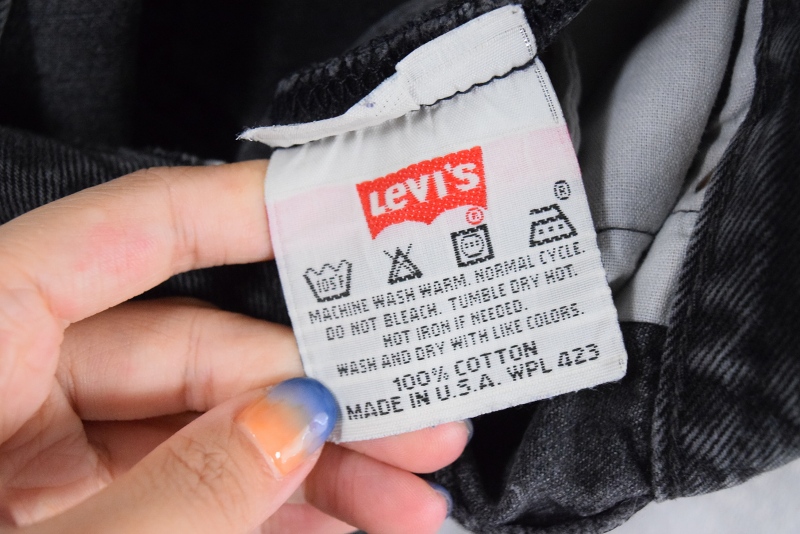 LEVI'S
®
®
105F
MACHINE WASH WARM. NORMAL CYCLE.
DO NOT BLEACH. TUMBLE DRY HOT.
HOT IRON IF NEEDED.
WASH AND DRY WITH LIKE COLORS.
100% COTTON
MADE IN U.S.A. WPL 423